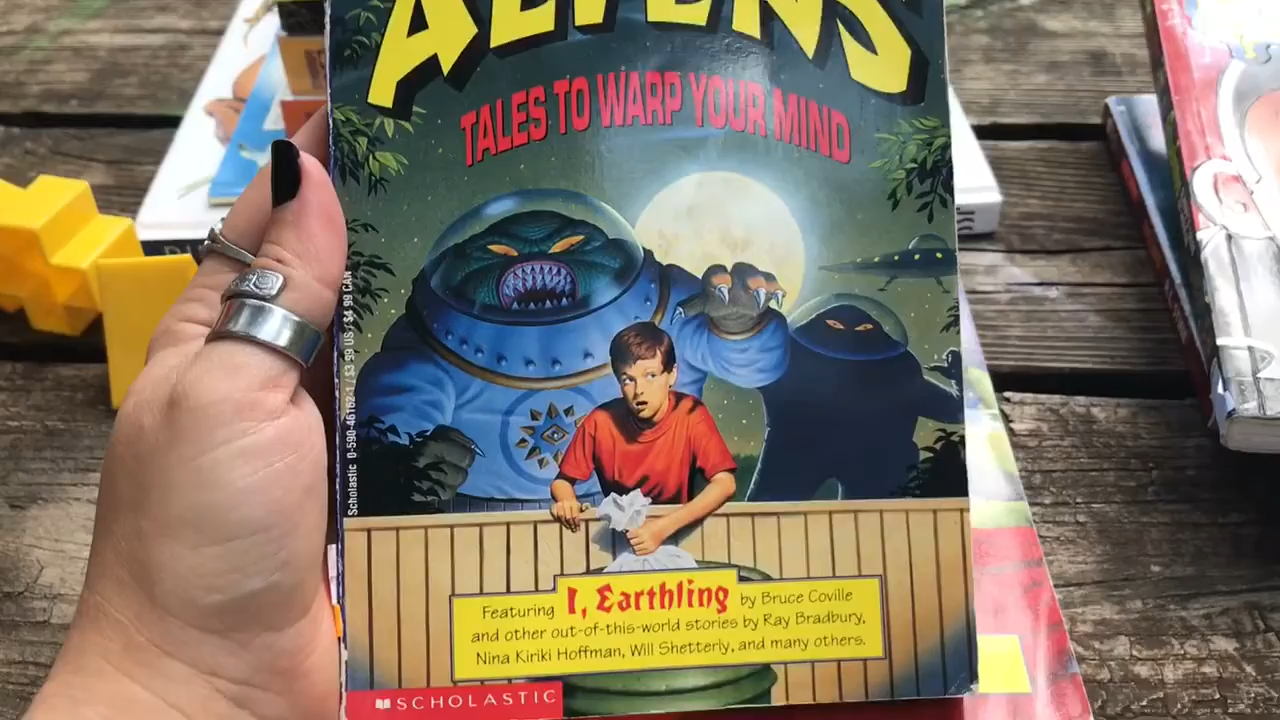 ALIENS
TALES TO WARP YOUR MIND
Scholastic 0-590-46162-1 / $3.99 US / $4.99 CAN
Featuring I, Earthling by Bruce Coville
and other out-of-this-world stories by Ray Bradbury,
Nina Kiriki Hoffman, Will Shetterly, and many others.
SCHOLASTIC